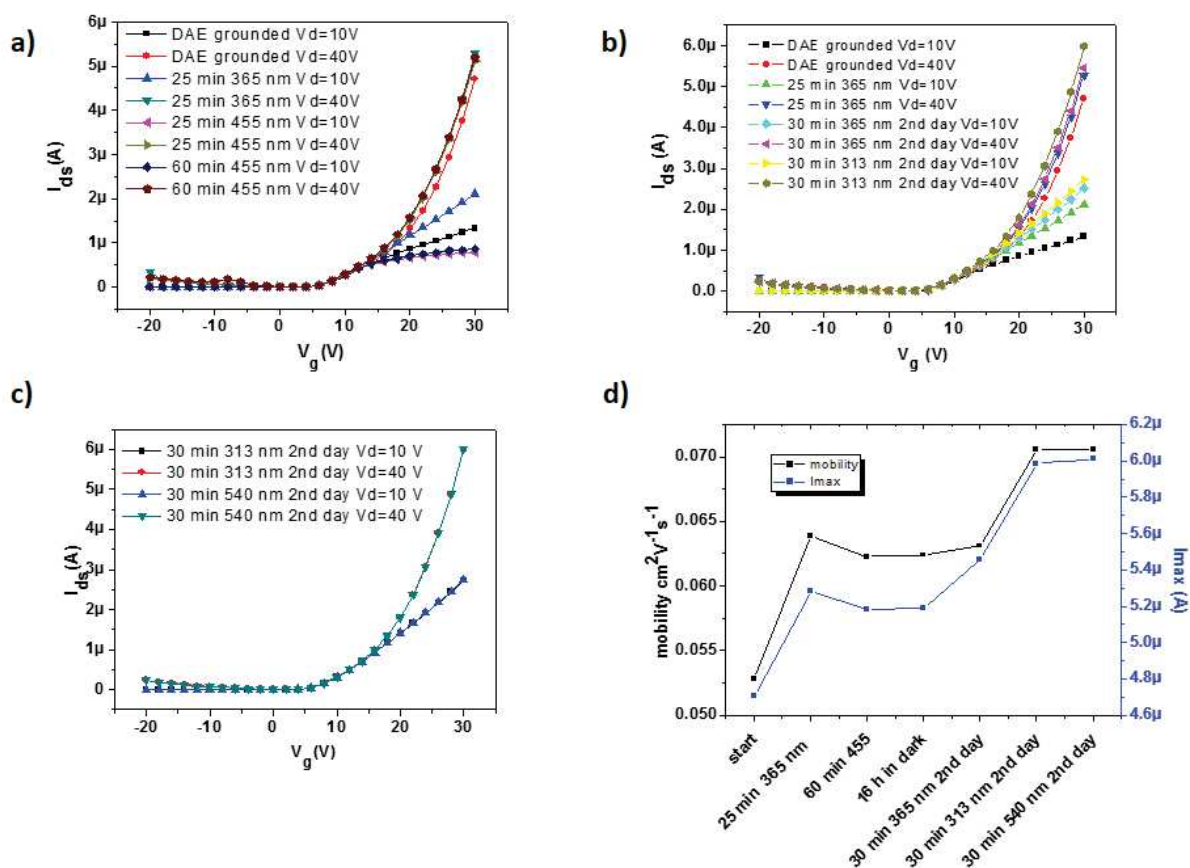 a)
6µ
5µ
4µ
3µ
2µ
1µ
0
I_ds(A)
DAE grounded Vd=10V
DAE grounded Vd=40V
25 min 365 nm Vd=10V
25 min 365 nm Vd=40V
25 min 455 nm Vd=10V
25 min 455 nm Vd=40V
60 min 455 nm Vd=10V
60 min 455 nm Vd=40V
-20 -10 0 10 20 30
V_g (V)
b)
6.0µ
5.0µ
4.0µ
3.0µ
2.0µ
1.0µ
0.0
I_ds (A)
DAE grounded Vd=10V
DAE grounded Vd=40V
25 min 365 nm Vd=10V
25 min 365 nm Vd=40V
30 min 365 nm 2nd day Vd=10V
30 min 365 nm 2nd day Vd=40V
30 min 313 nm 2nd day Vd=10V
30 min 313 nm 2nd day Vd=40V
-20 -10 0 10 20 30
V_g (V)
c)
6µ
5µ
4µ
3µ
2µ
1µ
0
I_ds(A)
30 min 313 nm 2nd day Vd=10 V
30 min 313 nm 2nd day Vd=40 V
30 min 540 nm 2nd day Vd=10 V
30 min 540 nm 2nd day Vd=40 V
-20 -10 0 10 20 30
V_g (V)
d)
0.070
0.065
0.060
0.055
0.050
mobility cm²V⁻¹s⁻¹
mobility
Imax
6.2µ
6.0µ
5.8µ
5.6µ
5.4µ
5.2µ
5.0µ
4.8µ
4.6µ
Imax (A)
start
25 min 365 nm
60 min 455
16 h in dark
30 min 365 nm 2nd day
30 min 313 nm 2nd day
30 min 540 nm 2nd day